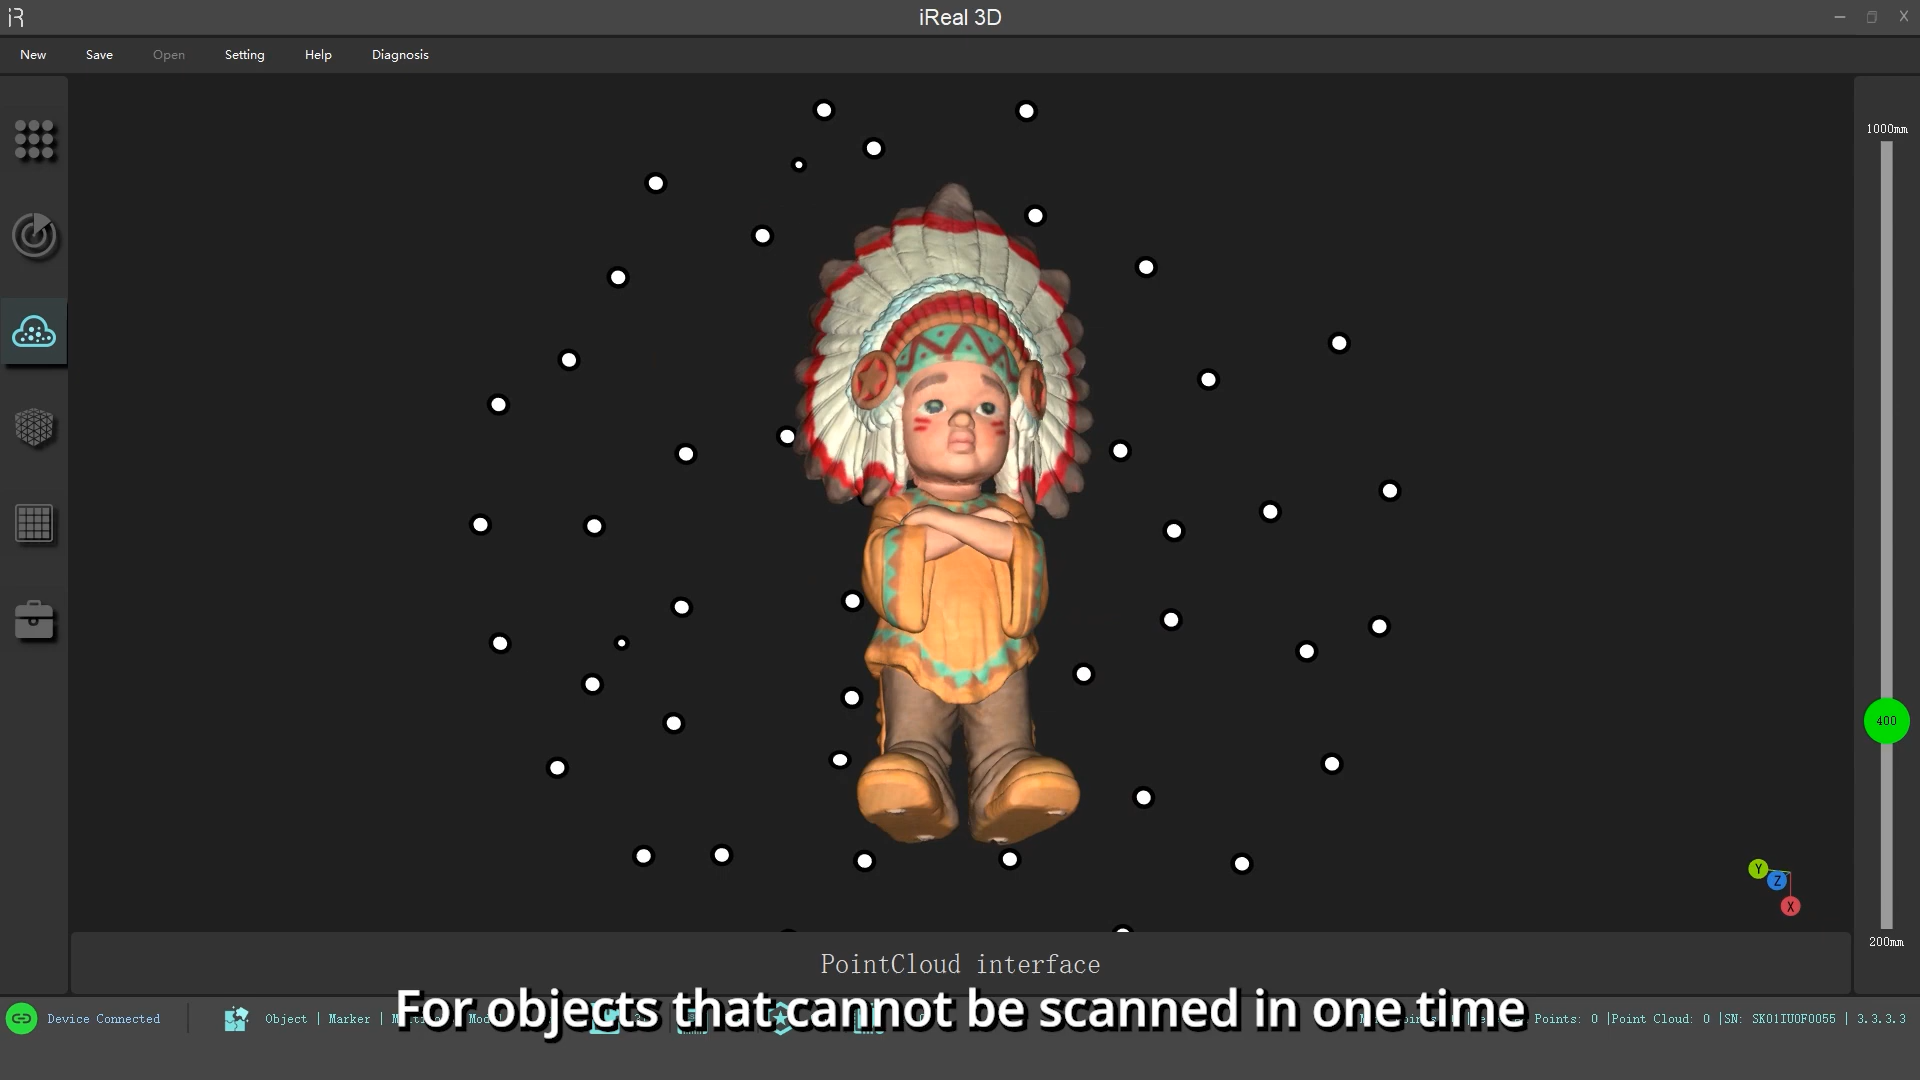 iR
iReal 3D
New Save Open Setting Help Diagnosis
1000mm
400
Y
Z
X
200mm
PointCloud interface
For objects that cannot be scanned in one time
Device Connected
Object | Marker |
Points: 0 |Point Cloud: 0 |SN: SK01IU0F0055 | 3.3.3.3